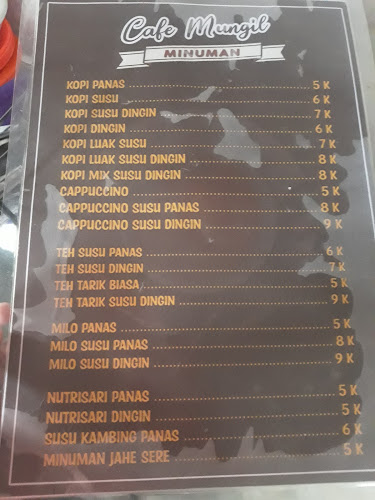 Cafe Mungil
MINUMAN
KOPI PANAS 5 K
KOPI SUSU 6 K
KOPI SUSU DINGIN 7 K
KOPI DINGIN 6 K
KOPI LUAK SUSU 7 K
KOPI LUAK SUSU DINGIN 8 K
KOPI MIX SUSU DINGIN 8 K
CAPPUCCINO 5 K
CAPPUCCINO SUSU PANAS 8 K
CAPPUCCINO SUSU DINGIN 9 K
TEH SUSU PANAS 6 K
TEH SUSU DINGIN 7 K
TEH TARIK BIASA 5 K
TEH TARIK SUSU DINGIN 9 K
MILO PANAS 5 K
MILO SUSU PANAS 8 K
MILO SUSU DINGIN 9 K
NUTRISARI PANAS 5 K
NUTRISARI DINGIN 5 K
SUSU KAMBING PANAS 6 K
MINUMAN JAHE SERE 5 K